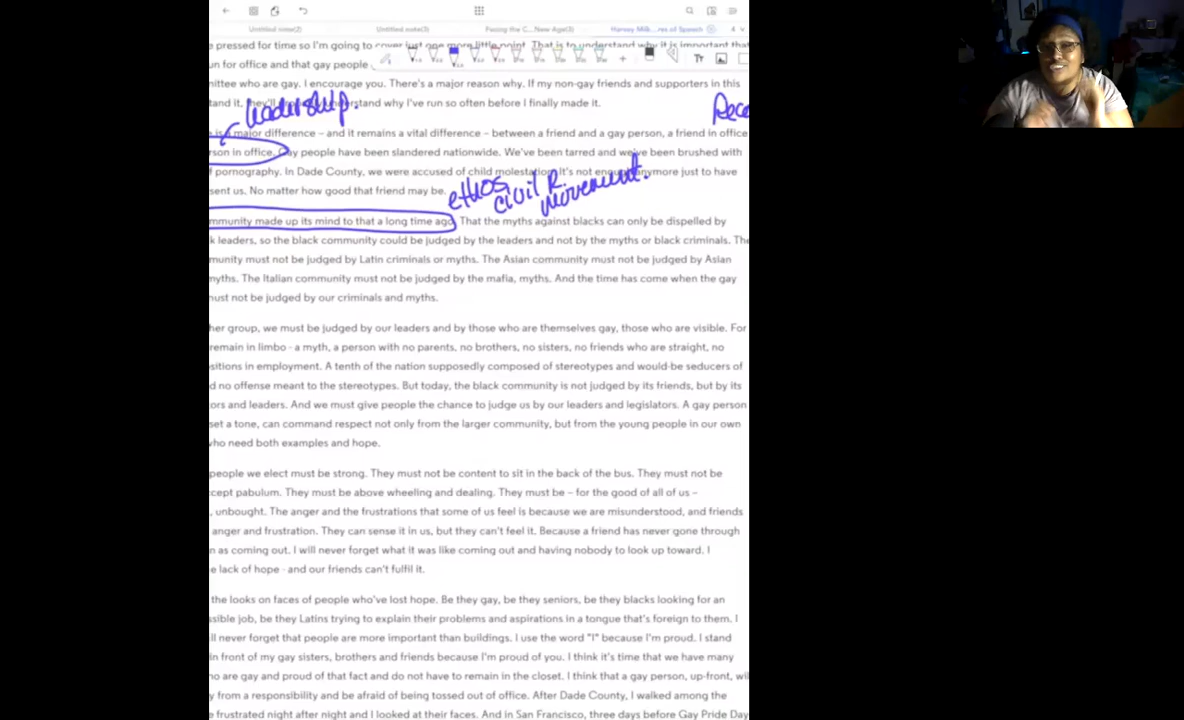 Untitled note(2)
Untitled note(3)
Facing the C...New Age(3)
Harvey Milk...res of Speech
4
e pressed for time so I'm going to cover just one more little point. That is to understand why it is important that
un for office and that gay people
Tт
nittee who are gay. I encourage you. There's a major reason why. If my non-gay friends and supporters in this
tand it, they'll understand why I've run so often before I finally made it.
leadership.
Reco
e is a major difference – and it remains a vital difference – between a friend and a gay person, a friend in office
rson in office. Gay people have been slandered nationwide. We've been tarred and we've been brushed with
f pornography. In Dade County, we were accused of child molestation. It's not enough anymore just to have
sent us. No matter how good that friend may be.
ethos
civil R.
movement.
mmunity made up its mind to that a long time ago. That the myths against blacks can only be dispelled by
k leaders, so the black community could be judged by the leaders and not by the myths or black criminals. The
munity must not be judged by Latin criminals or myths. The Asian community must not be judged by Asian
nyths. The Italian community must not be judged by the mafia, myths. And the time has come when the gay
nust not be judged by our criminals and myths.
her group, we must be judged by our leaders and by those who are themselves gay, those who are visible. For
remain in limbo - a myth, a person with no parents, no brothers, no sisters, no friends who are straight, no
sitions in employment. A tenth of the nation supposedly composed of stereotypes and would-be seducers of
d no offense meant to the stereotypes. But today, the black community is not judged by its friends, but by its
ors and leaders. And we must give people the chance to judge us by our leaders and legislators. A gay person
set a tone, can command respect not only from the larger community, but from the young people in our own
who need both examples and hope.
people we elect must be strong. They must not be content to sit in the back of the bus. They must not be
cept pabulum. They must be above wheeling and dealing. They must be – for the good of all of us –
, unbought. The anger and the frustrations that some of us feel is because we are misunderstood, and friends
anger and frustration. They can sense it in us, but they can't feel it. Because a friend has never gone through
n as coming out. I will never forget what it was like coming out and having nobody to look up toward. I
e lack of hope - and our friends can't fulfil it.
the looks on faces of people who've lost hope. Be they gay, be they seniors, be they blacks looking for an
ssible job, be they Latins trying to explain their problems and aspirations in a tongue that's foreign to them. I
ll never forget that people are more important than buildings. I use the word "I" because I'm proud. I stand
in front of my gay sisters, brothers and friends because I'm proud of you. I think it's time that we have many
ho are gay and proud of that fact and do not have to remain in the closet. I think that a gay person, up-front, wil
y from a responsibility and be afraid of being tossed out of office. After Dade County, I walked among the
e frustrated night after night and I looked at their faces. And in San Francisco, three days before Gay Pride Day